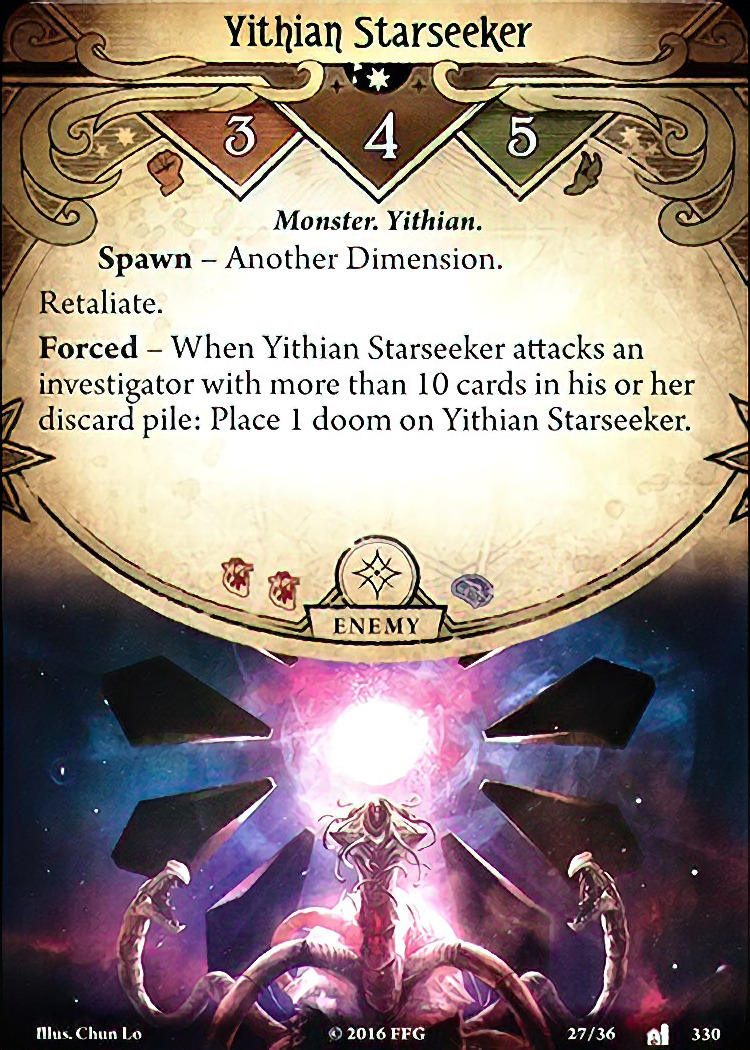 Yithian Starseeker
3 4 5
Monster. Yithian.
Spawn – Another Dimension.
Retaliate.
Forced – When Yithian Starseeker attacks an
investigator with more than 10 cards in his or her
discard pile: Place 1 doom on Yithian Starseeker.
ENEMY
Illus. Chun Lo © 2016 FFG 27/36 330